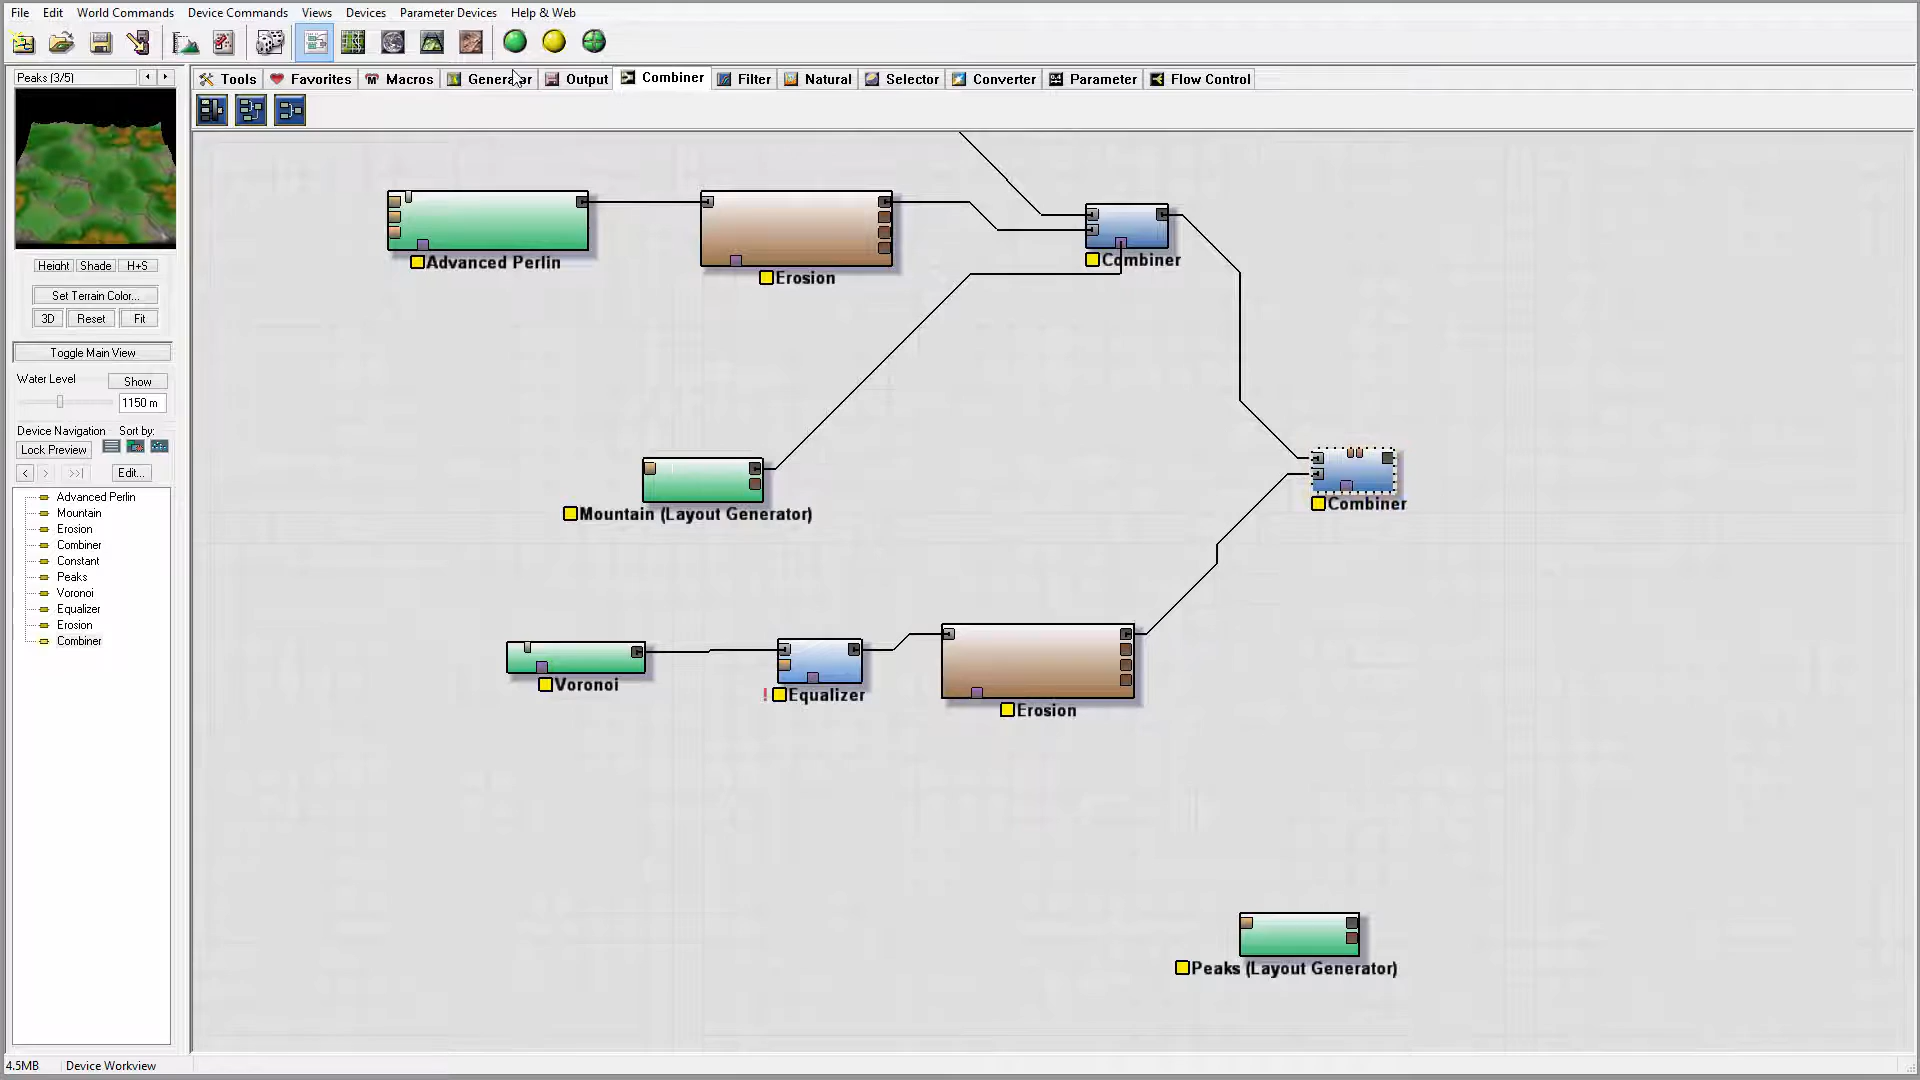 File Edit World Commands Device Commands Views Devices Parameter Devices Help & Web
Peaks (3/5)
Tools Favorites Macros Generator Output Combiner Filter Natural Selector Converter Parameter Flow Control
Height Shade H+S
Set Terrain Color...
3D Reset Fit
Toggle Main View
Water Level Show
1150 m
Device Navigation Sort by:
Lock Preview
< > >>| Edit...
Advanced Perlin
Mountain
Erosion
Combiner
Constant
Peaks
Voronoi
Equalizer
Erosion
Combiner
Advanced Perlin
Erosion
Combiner
Mountain (Layout Generator)
Combiner
Voronoi
! Equalizer
Erosion
Peaks (Layout Generator)
4.5MB Device Workview